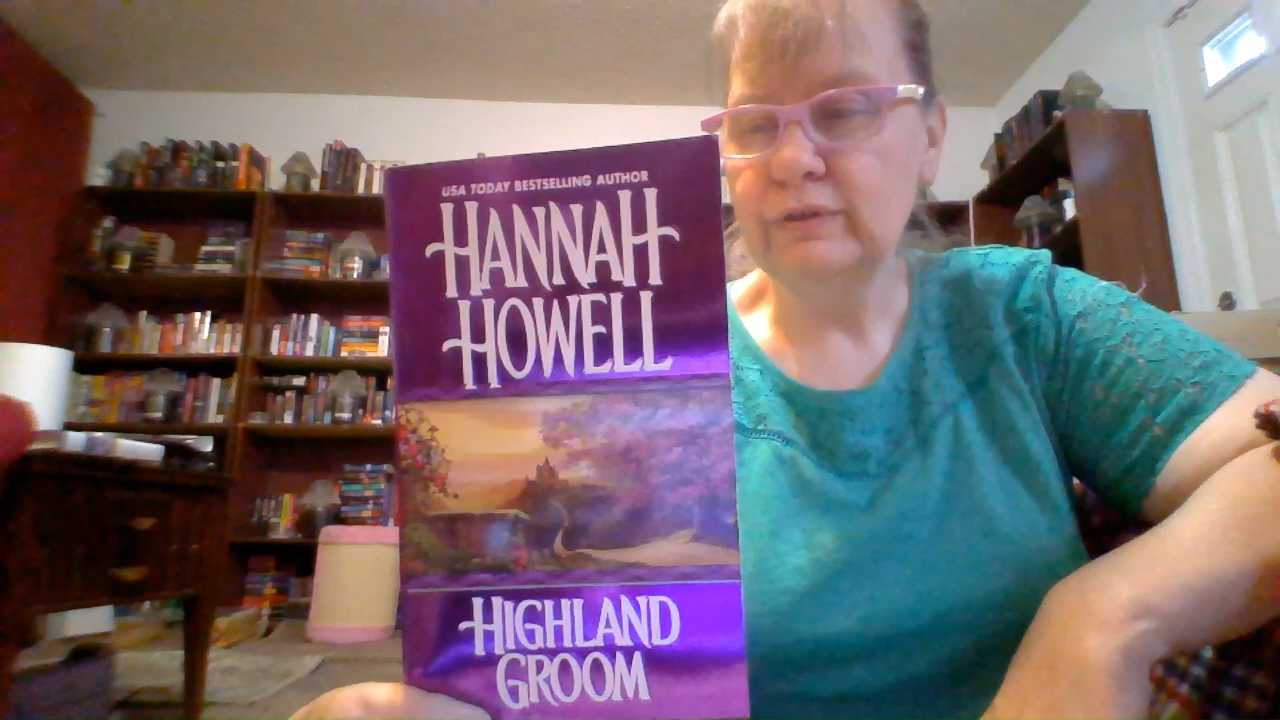 USA TODAY BESTSELLING AUTHOR
HANNAH
HOWELL
HIGHLAND
GROOM